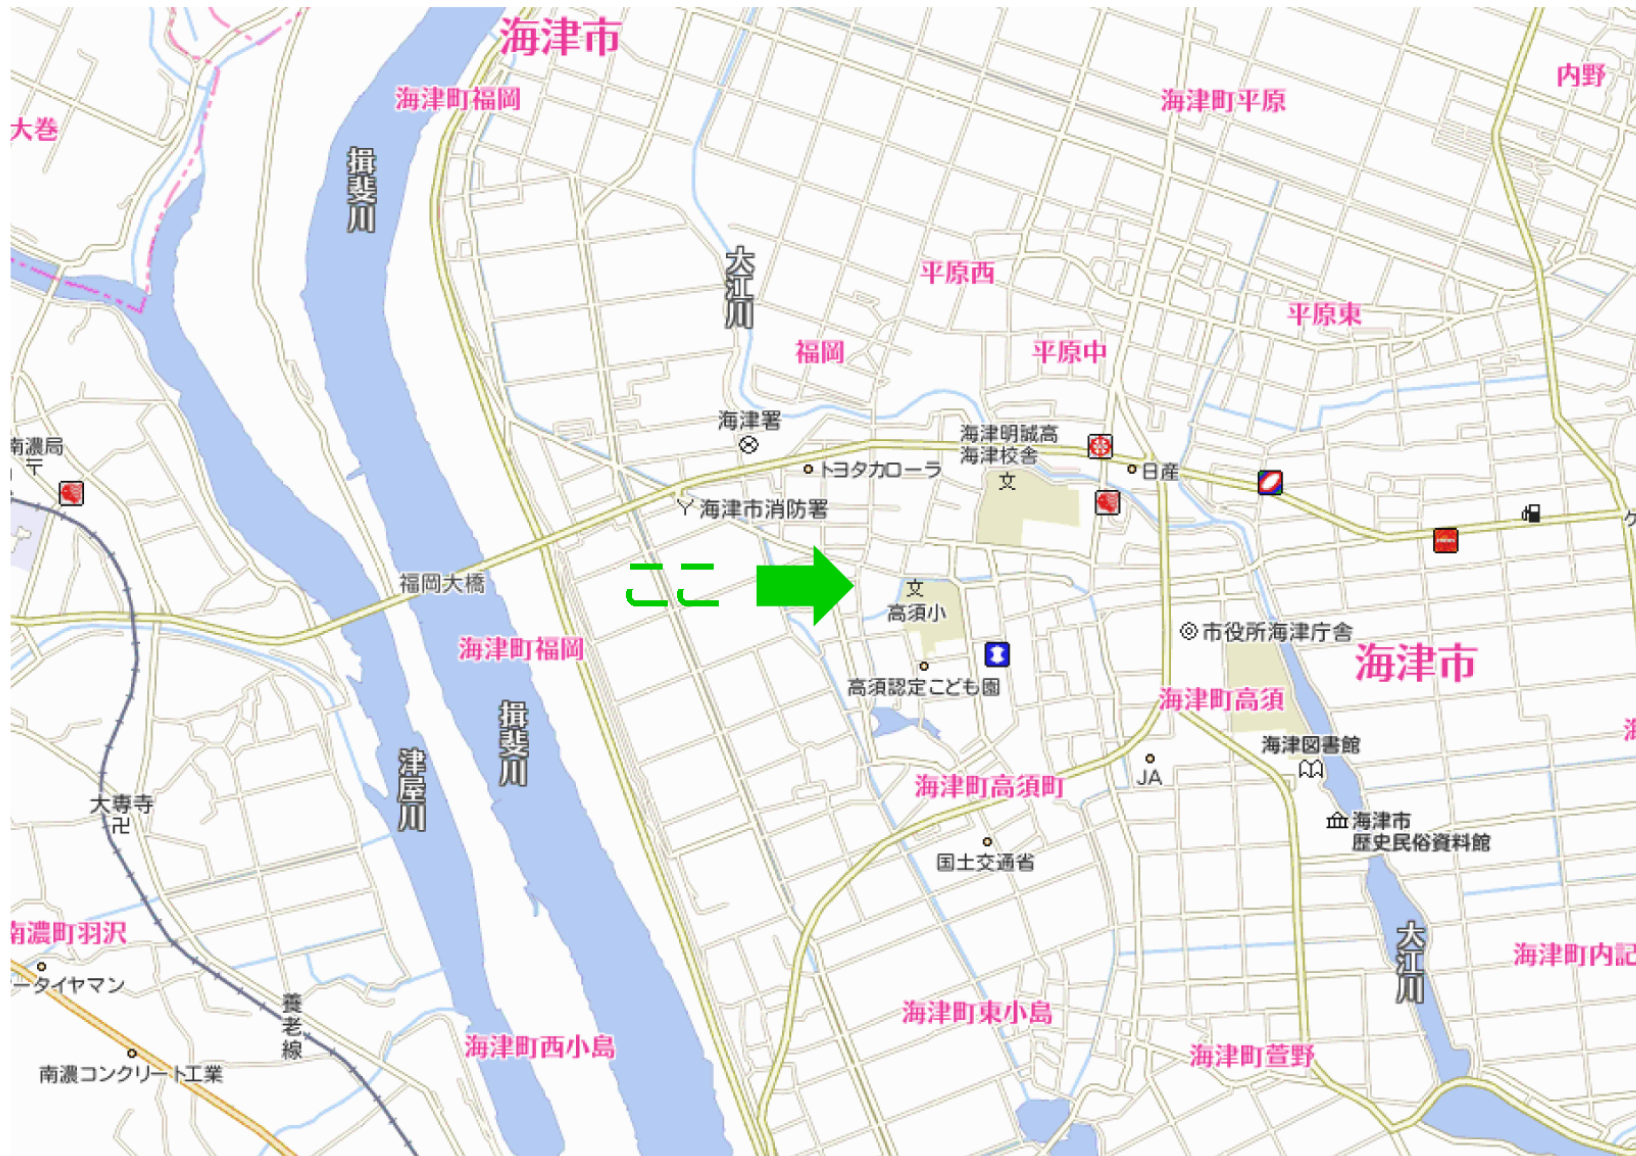 海津市
内野
海津町福岡
海津町平原
大巻
揖斐川
大江川
平原西
平原東
福岡
平原中
海津署
海津明誠高
海津校舎
南濃局
トヨタカローラ
日産
海津市消防署
ここ
福岡大橋
文
高須小
市役所海津庁舎
海津町福岡
海津市
高須認定こども園
海津町高須
揖斐川
津屋川
海津図書館
JA
海津町高須町
大専寺
海津市
歴史民俗資料館
国土交通省
南濃町羽沢
大江川
海津町内記
ータイヤマン
養老線
海津町東小島
海津町西小島
海津町萱野
南濃コンクリート工業